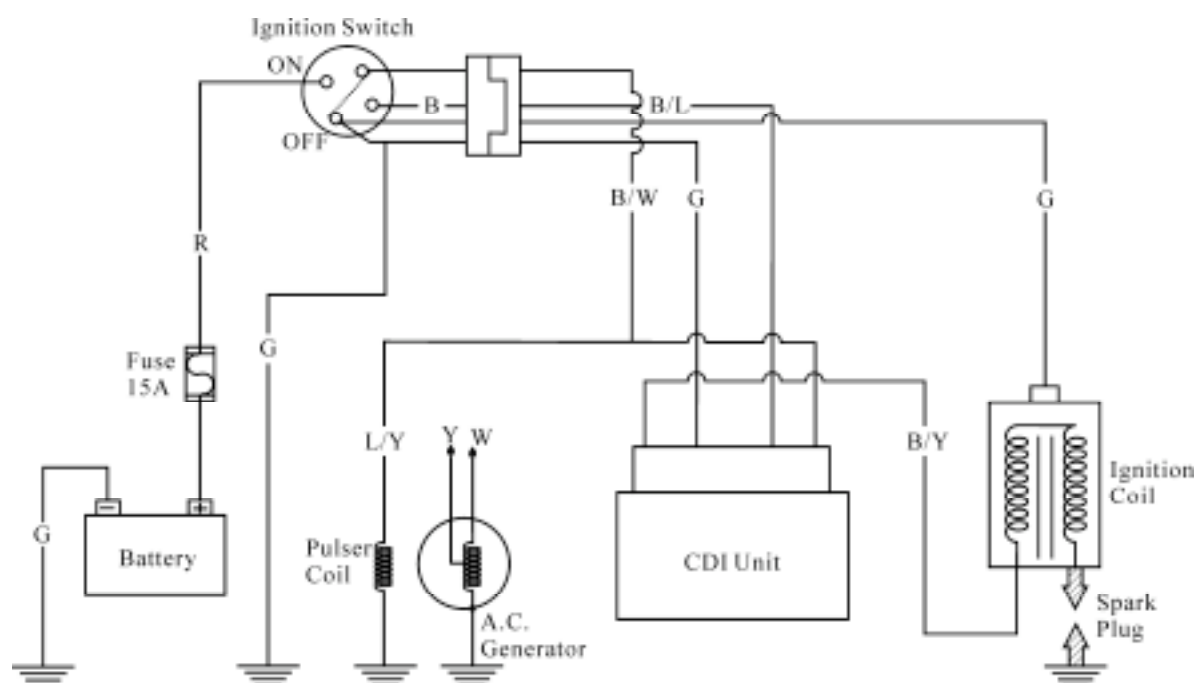 Ignition Switch
ON
B
B/L
OFF
B/W
G
G
R
G
Fuse
15A
L/Y
Y
W
B/Y
Ignition
Coil
G
Battery
Pulser
Coil
CDI Unit
A.C.
Generator
Spark
Plug